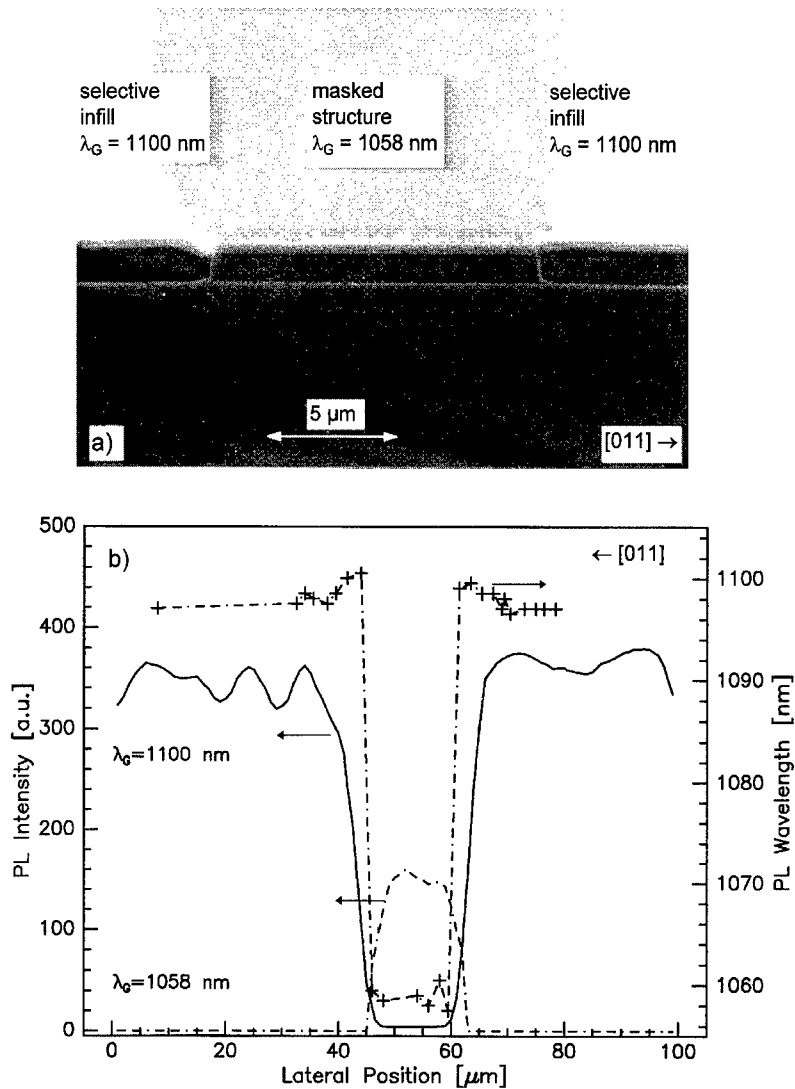 selective
infill
λG = 1100 nm
masked
structure
λG = 1058 nm
selective
infill
λG = 1100 nm
5 µm
a)
[011] →
b)
← [011]
500
400
300
200
100
0
PL Intensity [a.u.]
λG=1100 nm
λG=1058 nm
1100
1090
1080
1070
1060
PL Wavelength [nm]
0
20
40
60
80
100
Lateral Position [µm]